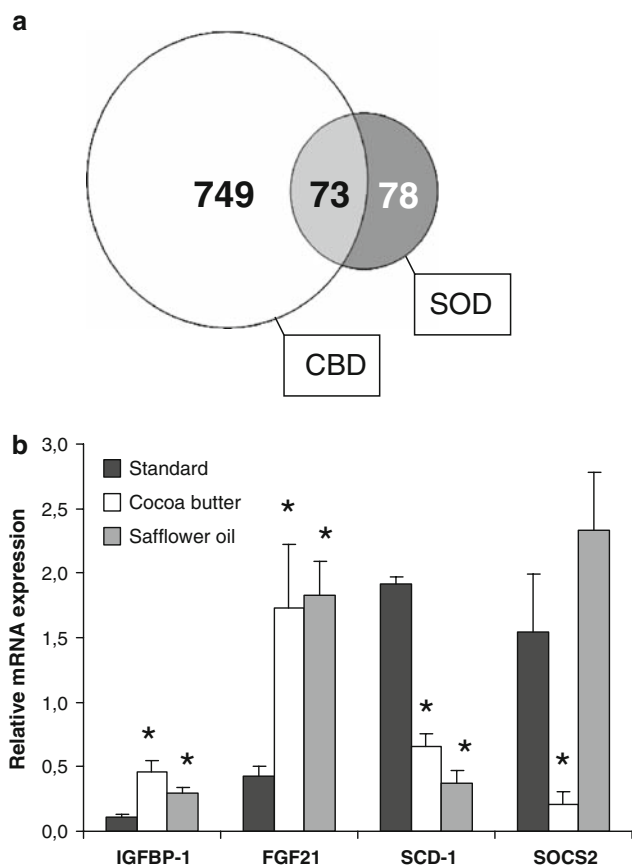 a
749
73
78
SOD
CBD
b
3,0
2,5
2,0
1,5
1,0
0,5
0,0
Relative mRNA expression
Standard
Cocoa butter
Safflower oil
*
*
*
*
*
*
*
IGFBP-1
FGF21
SCD-1
SOCS2